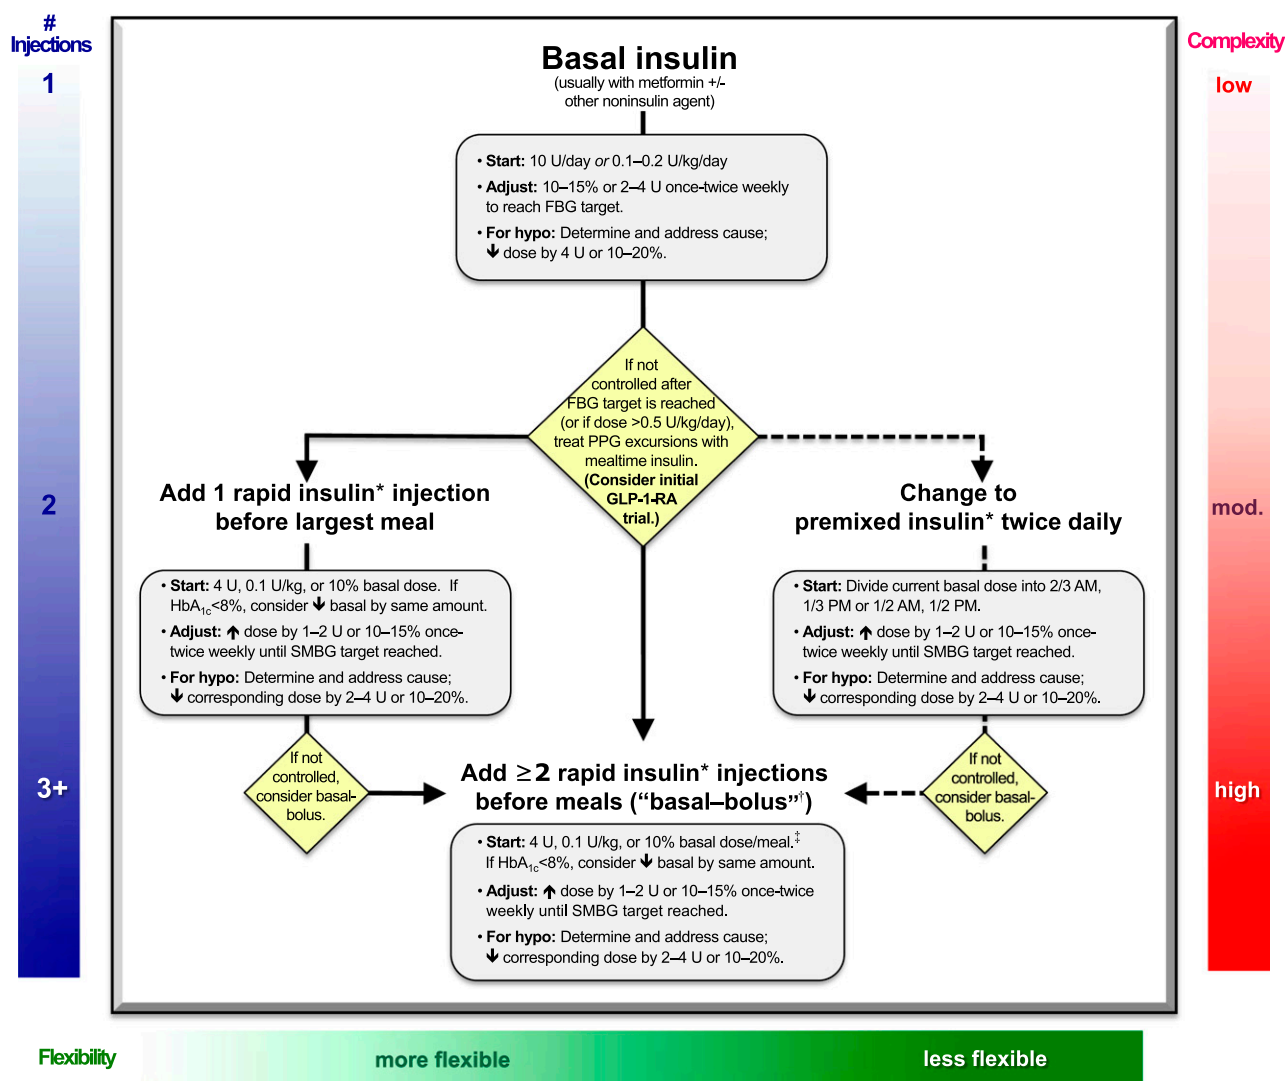 #
Injections
1
2
3+
Complexity
low
mod.
high
Basal insulin
(usually with metformin +/-
other noninsulin agent)
• Start: 10 U/day or 0.1–0.2 U/kg/day
• Adjust: 10–15% or 2–4 U once-twice weekly
to reach FBG target.
• For hypo: Determine and address cause;
↓ dose by 4 U or 10–20%.
If not
controlled after
FBG target is reached
(or if dose >0.5 U/kg/day),
treat PPG excursions with
mealtime insulin.
(Consider initial
GLP-1-RA
trial.)
Add 1 rapid insulin* injection
before largest meal
• Start: 4 U, 0.1 U/kg, or 10% basal dose. If
HbA1c<8%, consider ↓ basal by same amount.
• Adjust: ↑ dose by 1–2 U or 10–15% once-
twice weekly until SMBG target reached.
• For hypo: Determine and address cause;
↓ corresponding dose by 2–4 U or 10–20%.
If not
controlled,
consider basal-
bolus.
Change to
premixed insulin* twice daily
• Start: Divide current basal dose into 2/3 AM,
1/3 PM or 1/2 AM, 1/2 PM.
• Adjust: ↑ dose by 1–2 U or 10–15% once-
twice weekly until SMBG target reached.
• For hypo: Determine and address cause;
↓ corresponding dose by 2–4 U or 10–20%.
If not
controlled,
consider basal-
bolus.
Add ≥2 rapid insulin* injections
before meals (“basal–bolus”†)
• Start: 4 U, 0.1 U/kg, or 10% basal dose/meal.‡
If HbA1c<8%, consider ↓ basal by same amount.
• Adjust: ↑ dose by 1–2 U or 10–15% once-twice
weekly until SMBG target reached.
• For hypo: Determine and address cause;
↓ corresponding dose by 2–4 U or 10–20%.
Flexibility
more flexible
less flexible